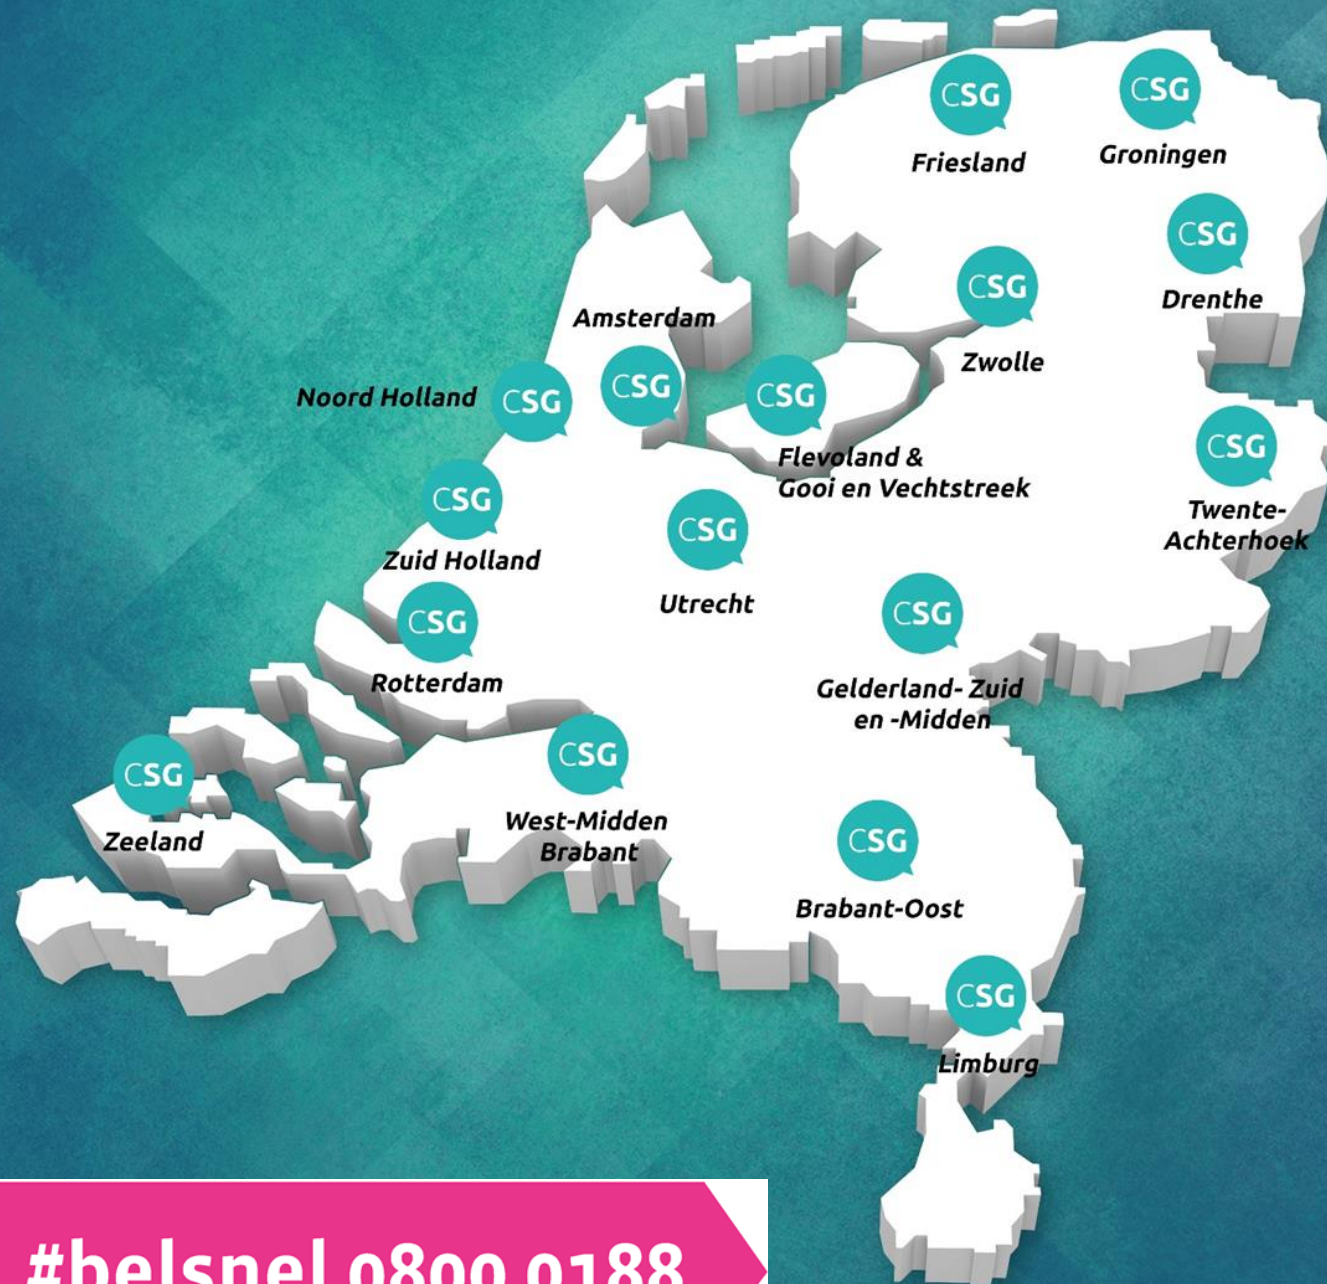 CSG
Friesland
CSG
Groningen
CSG
Drenthe
CSG
Zwolle
Amsterdam
CSG
Noord Holland
CSG
CSG
Flevoland &
Gooi en Vechtstreek
CSG
Twente-
Achterhoek
CSG
Zuid Holland
CSG
Utrecht
CSG
Rotterdam
CSG
Gelderland- Zuid
en -Midden
CSG
Zeeland
CSG
West-Midden
Brabant
CSG
Brabant-Oost
CSG
Limburg
#belsnel 0800 0188